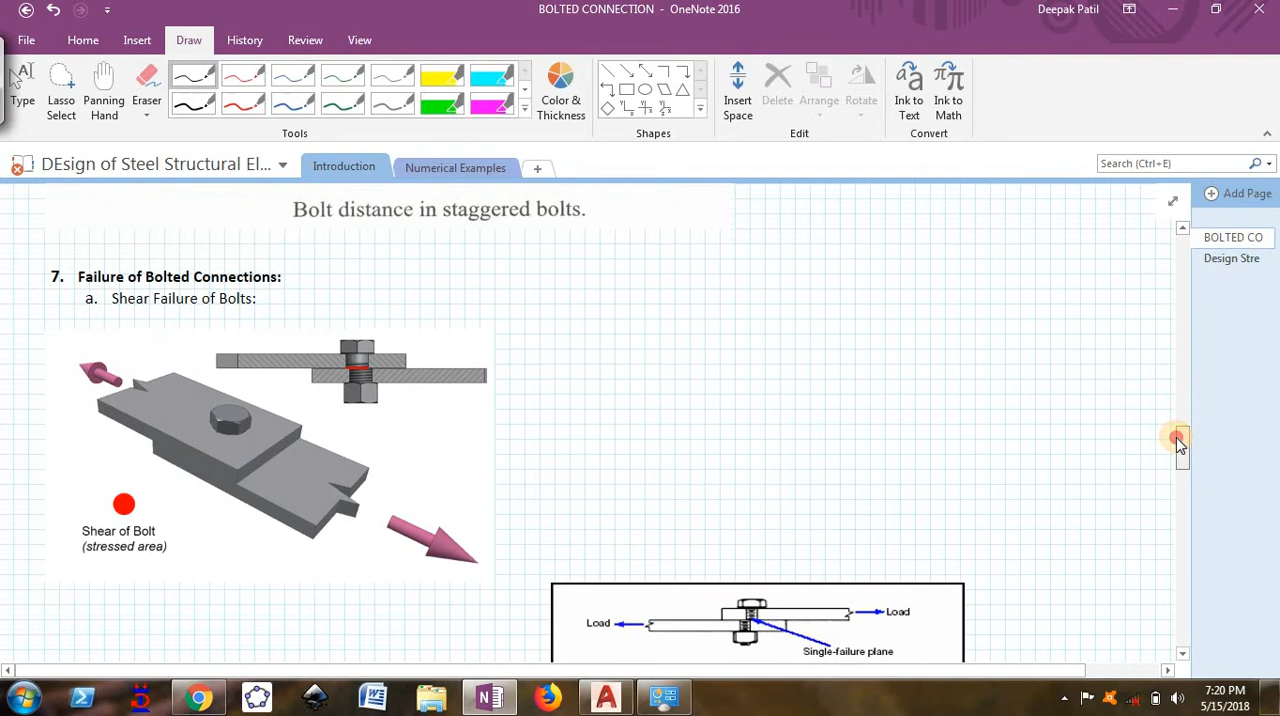 BOLTED CONNECTION - OneNote 2016
Deepak Patil
File
Home
Insert
Draw
History
Review
View
Type
Lasso
Select
Panning
Hand
Eraser
Color &
Thickness
Insert
Space
Delete
Arrange
Rotate
Ink to
Text
Ink to
Math
Tools
Shapes
Edit
Convert
DEsign of Steel Structural El...
Introduction
Numerical Examples
Search (Ctrl+E)
Add Page
BOLTED CO
Design Stre
Bolt distance in staggered bolts.
7. Failure of Bolted Connections:
a. Shear Failure of Bolts:
Shear of Bolt
(stressed area)
Load
Load
Single-failure plane
7:20 PM
5/15/2018